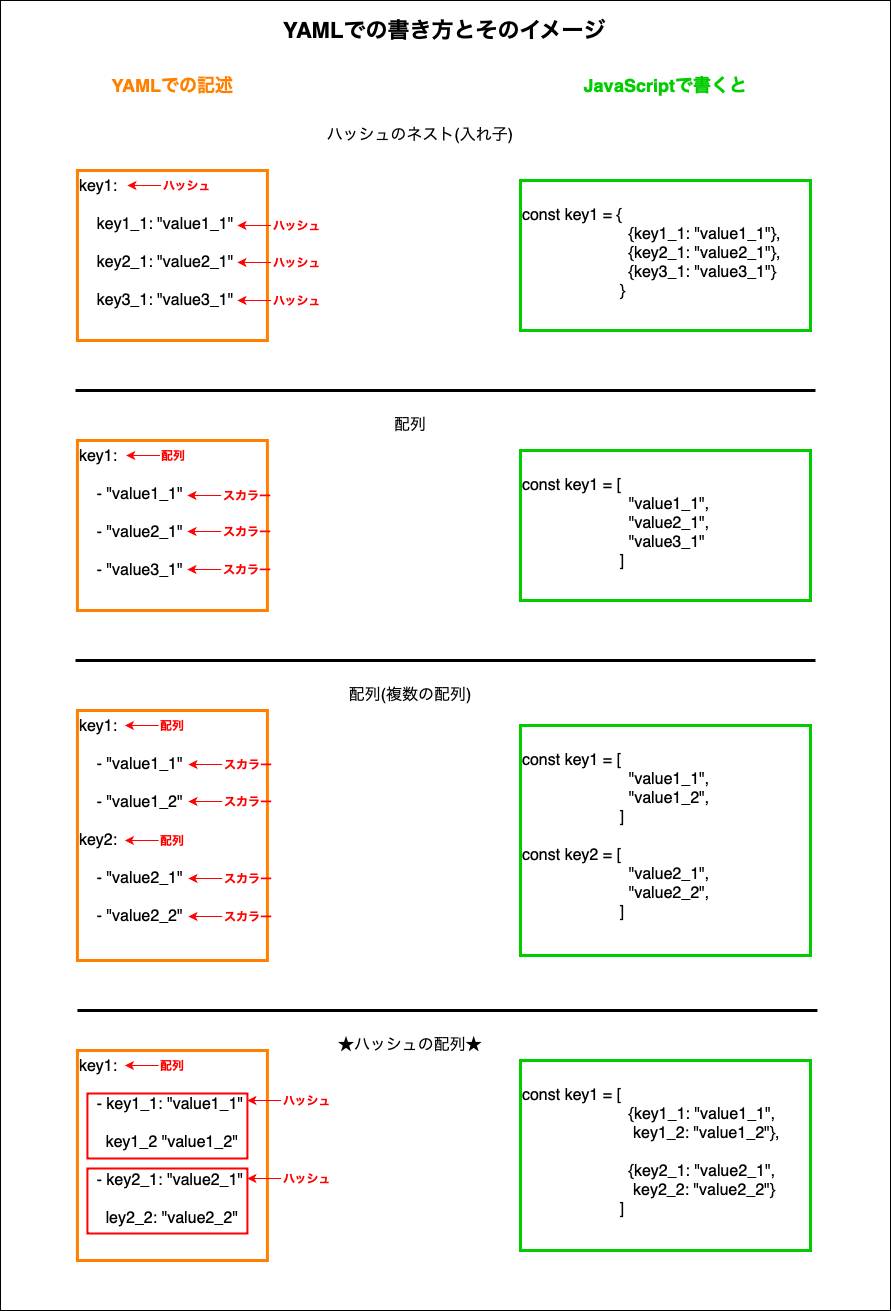 YAMLでの書き方とそのイメージ
YAMLでの記述
JavaScriptで書くと
ハッシュのネスト(入れ子)
key1: ハッシュ
key1_1: "value1_1" ハッシュ
key2_1: "value2_1" ハッシュ
key3_1: "value3_1" ハッシュ
const key1 = {
{key1_1: "value1_1"},
{key2_1: "value2_1"},
{key3_1: "value3_1"}
}
配列
key1: 配列
- "value1_1" スカラー
- "value2_1" スカラー
- "value3_1" スカラー
const key1 = [
"value1_1",
"value2_1",
"value3_1"
]
配列(複数の配列)
key1: 配列
- "value1_1" スカラー
- "value1_2" スカラー
key2: 配列
- "value2_1" スカラー
- "value2_2" スカラー
const key1 = [
"value1_1",
"value1_2",
]
const key2 = [
"value2_1",
"value2_2",
]
★ハッシュの配列★
key1: 配列
- key1_1: "value1_1" ハッシュ
key1_2 "value1_2"
- key2_1: "value2_1" ハッシュ
ley2_2: "value2_2"
const key1 = [
{key1_1: "value1_1",
key1_2: "value1_2"},
{key2_1: "value2_1",
key2_2: "value2_2"}
]